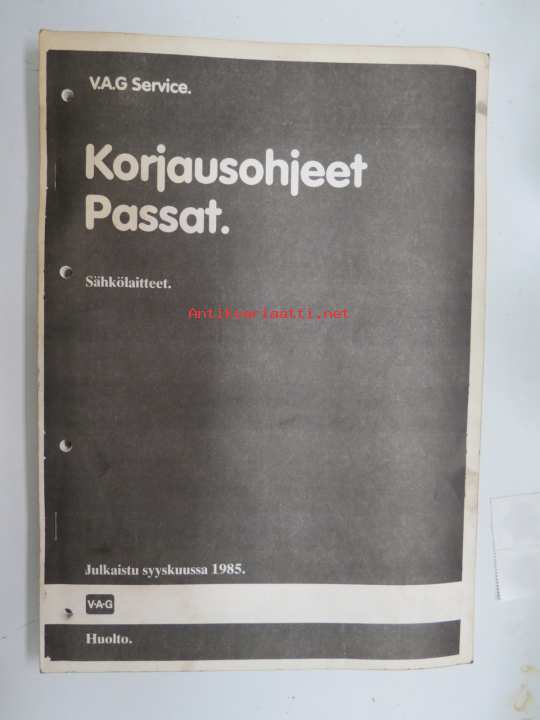 V.A.G Service.
Korjausohjeet
Passat.
Sähkölaitteet.
Antikvariaatti.net
Julkaistu syyskuussa 1985.
V·A·G
Huolto.